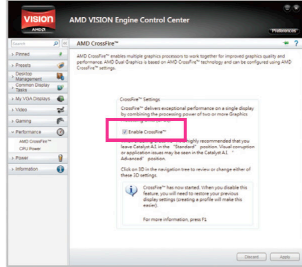 VISION
AMD
AMD VISION Engine Control Center
Preferences
Search
AMD CrossFire™
Pinned
Presets
Desktop
Management
Common Display
Tasks
My VGA Displays
Video
Gaming
Performance
AMD CrossFire™
CPU Power
Power
Information
AMD CrossFire™ enables multiple graphics processors to work together for improved graphics quality and
performance. AMD Dual Graphics is based on AMD CrossFire™ technology and can be configured using AMD
CrossFire™ settings.
CrossFire™ Settings
CrossFire™ deliver exceptional performance on a single display
by combining the processing power of two or more Graphics
Enable CrossFire™
highly recommended that you
leave Catalyst A.I. in the "Standard" position. Visual corruption
or application issues may be seen in the Catalyst A.I. "
Advanced" position.
Click on 3D in the navigation tree to review or change either of
these 3D settings.
CrossFire™ has now started. When you disable this
feature, you will need to restore your previous
display settings (creating a profile will make this
easier).
For more information, press F1
Discard
Apply